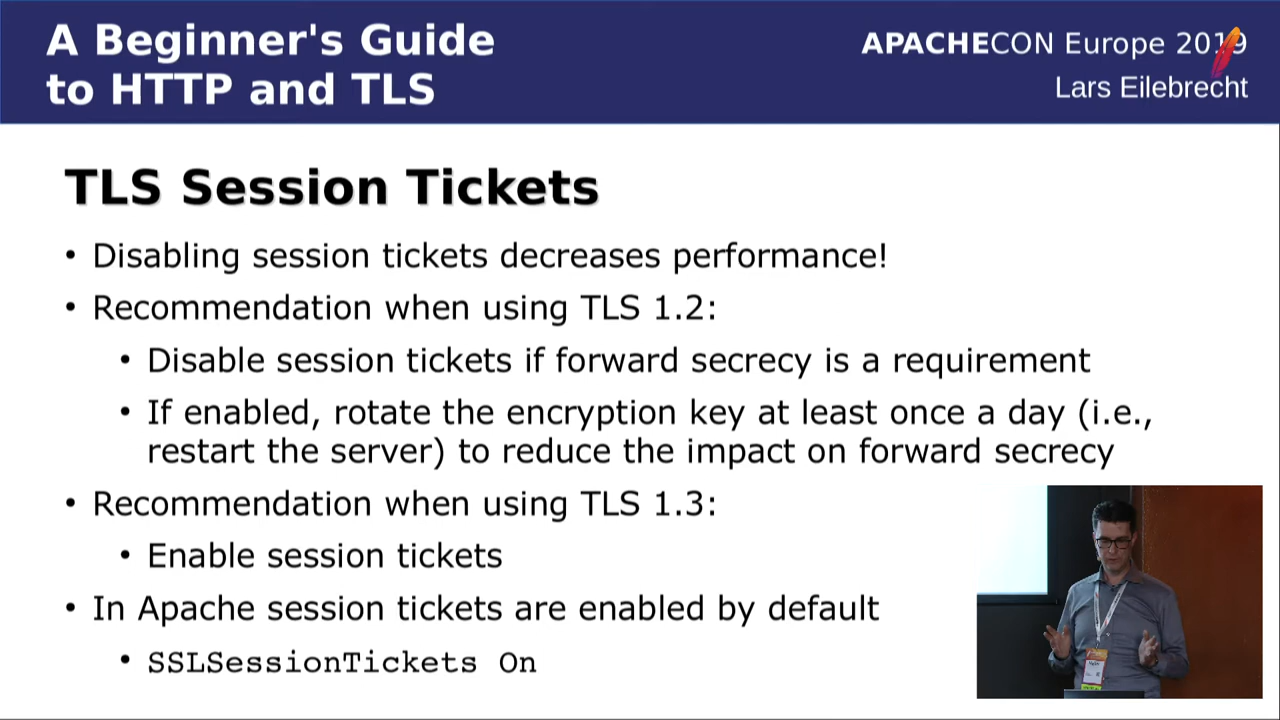 A Beginner's Guide
to HTTP and TLS
APACHECON Europe 2019
Lars Eilebrecht
TLS Session Tickets
• Disabling session tickets decreases performance!
• Recommendation when using TLS 1.2:
• Disable session tickets if forward secrecy is a requirement
• If enabled, rotate the encryption key at least once a day (i.e.,
restart the server) to reduce the impact on forward secrecy
• Recommendation when using TLS 1.3:
• Enable session tickets
• In Apache session tickets are enabled by default
• SSLSessionTickets On